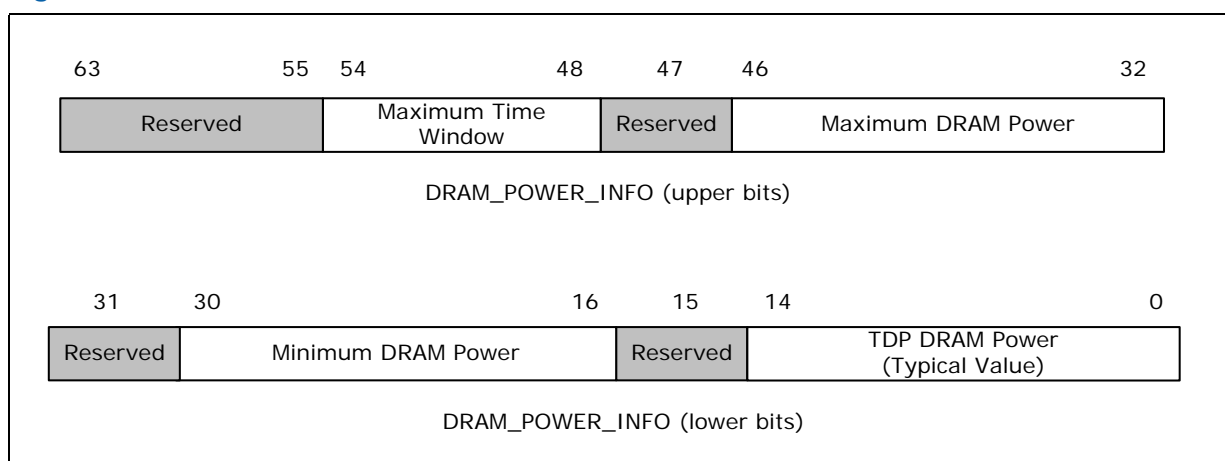 63 55 54 48 47 46 32
Reserved Maximum Time Window Reserved Maximum DRAM Power
DRAM_POWER_INFO (upper bits)
31 30 16 15 14 0
Reserved Minimum DRAM Power Reserved TDP DRAM Power (Typical Value)
DRAM_POWER_INFO (lower bits)